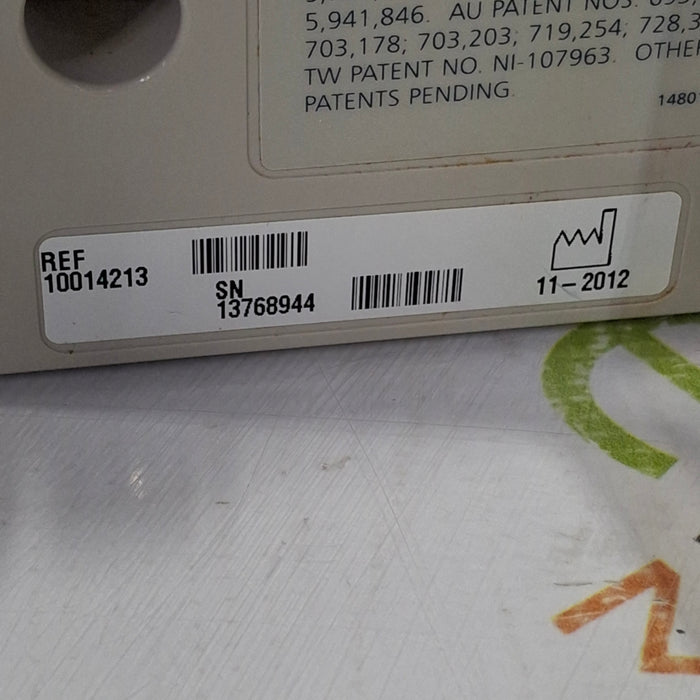 5,941,846. AU PATENT NOS.
703,178; 703,203; 719,254; 728,3
TW PATENT NO. NI-107963. OTHE
PATENTS PENDING.
1480
REF
10014213
SN
13768944
11-2012